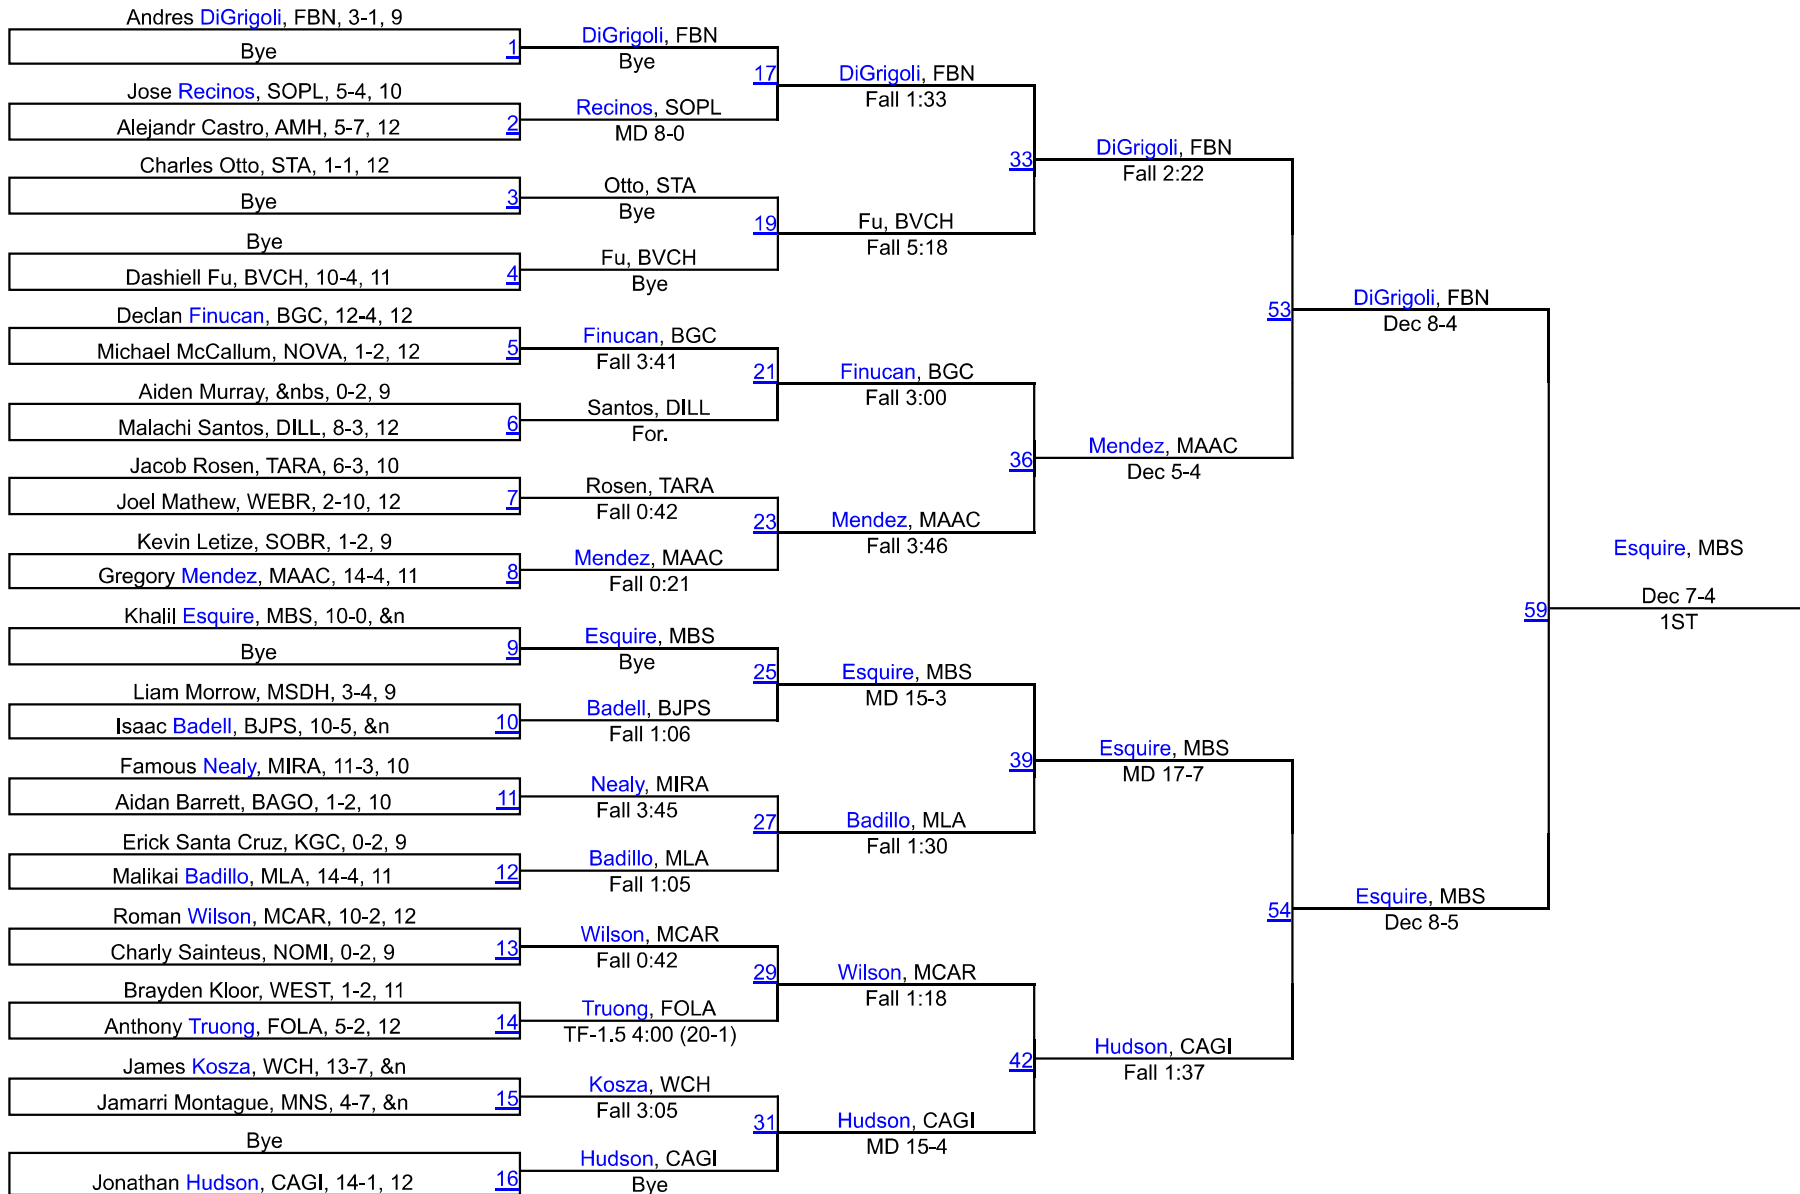 Andres DiGrigoli, FBN, 3-1, 9
Bye
1
Jose Recinos, SOPL, 5-4, 10
Alejandr Castro, AMH, 5-7, 12
2
Charles Otto, STA, 1-1, 12
Bye
3
Bye
Dashiell Fu, BVCH, 10-4, 11
4
Declan Finucan, BGC, 12-4, 12
Michael McCallum, NOVA, 1-2, 12
5
Aiden Murray, &nbs, 0-2, 9
Malachi Santos, DILL, 8-3, 12
6
Jacob Rosen, TARA, 6-3, 10
Joel Mathew, WEBR, 2-10, 12
7
Kevin Letize, SOBR, 1-2, 9
Gregory Mendez, MAAC, 14-4, 11
8
Khalil Esquire, MBS, 10-0, &n
Bye
9
Liam Morrow, MSDH, 3-4, 9
Isaac Badell, BJPS, 10-5, &n
10
Famous Nealy, MIRA, 11-3, 10
Aidan Barrett, BAGO, 1-2, 10
11
Erick Santa Cruz, KGC, 0-2, 9
Malikai Badillo, MLA, 14-4, 11
12
Roman Wilson, MCAR, 10-2, 12
Charly Sainteus, NOMI, 0-2, 9
13
Brayden Kloor, WEST, 1-2, 11
Anthony Truong, FOLA, 5-2, 12
14
James Kosza, WCH, 13-7, &n
Jamarri Montague, MNS, 4-7, &n
15
Bye
Jonathan Hudson, CAGI, 14-1, 12
16
DiGrigoli, FBN
Bye
17
Recinos, SOPL
MD 8-0
Otto, STA
Bye
19
Fu, BVCH
Bye
Finucan, BGC
Fall 3:41
21
Santos, DILL
For.
Rosen, TARA
Fall 0:42
23
Mendez, MAAC
Fall 0:21
Esquire, MBS
Bye
25
Badell, BJPS
Fall 1:06
Nealy, MIRA
Fall 3:45
27
Badillo, MLA
Fall 1:05
Wilson, MCAR
Fall 0:42
29
Truong, FOLA
TF-1.5 4:00 (20-1)
Kosza, WCH
Fall 3:05
31
Hudson, CAGI
Bye
DiGrigoli, FBN
Fall 1:33
33
Fu, BVCH
Fall 5:18
Finucan, BGC
Fall 3:00
36
Mendez, MAAC
Fall 3:46
Esquire, MBS
MD 15-3
39
Badillo, MLA
Fall 1:30
Wilson, MCAR
Fall 1:18
42
Hudson, CAGI
MD 15-4
DiGrigoli, FBN
Fall 2:22
53
Mendez, MAAC
Dec 5-4
Esquire, MBS
MD 17-7
54
Hudson, CAGI
Fall 1:37
DiGrigoli, FBN
Dec 8-4
59
Esquire, MBS
Dec 8-5
Esquire, MBS
Dec 7-4
1ST